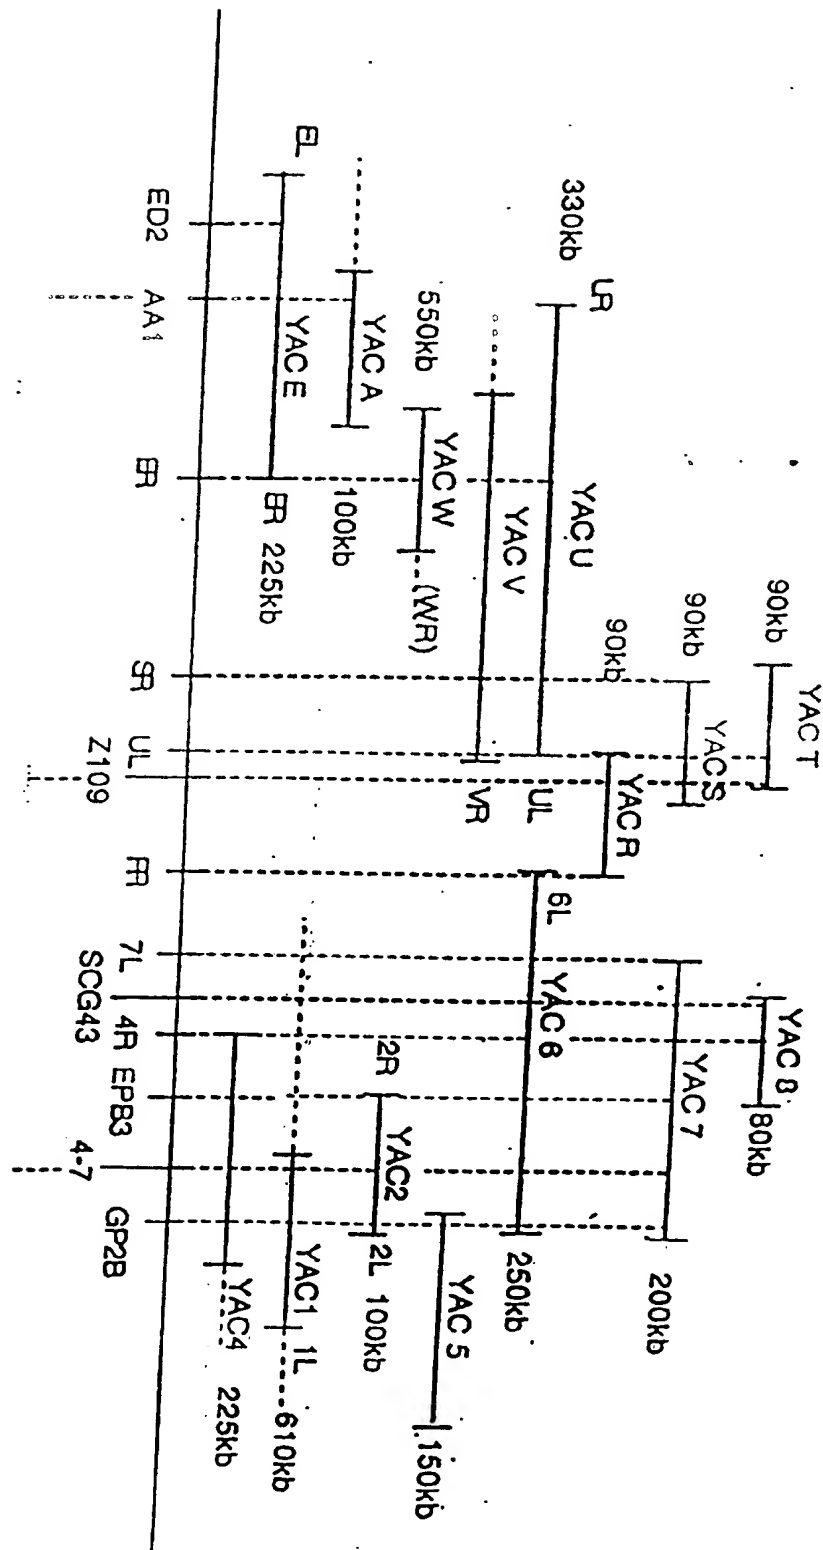 YAC T
90kb
90kb
YAC S
YAC 8
80kb
YAC 7
200kb
90kb
YAC R
UR
330kb
YAC U
UL
6L
YAC 6
250kb
YAC V
VR
YAC 5
150kb
550kb
YAC W
(WR)
2R
YAC2
2L 100kb
YAC A
100kb
YAC1
1L
610kb
EL
YAC E
ER 225kb
YAC4
225kb
ED2
AA1
ER
SR
UL
Z109
7L
SCG43
4R
EPB3
4-7
GP2B